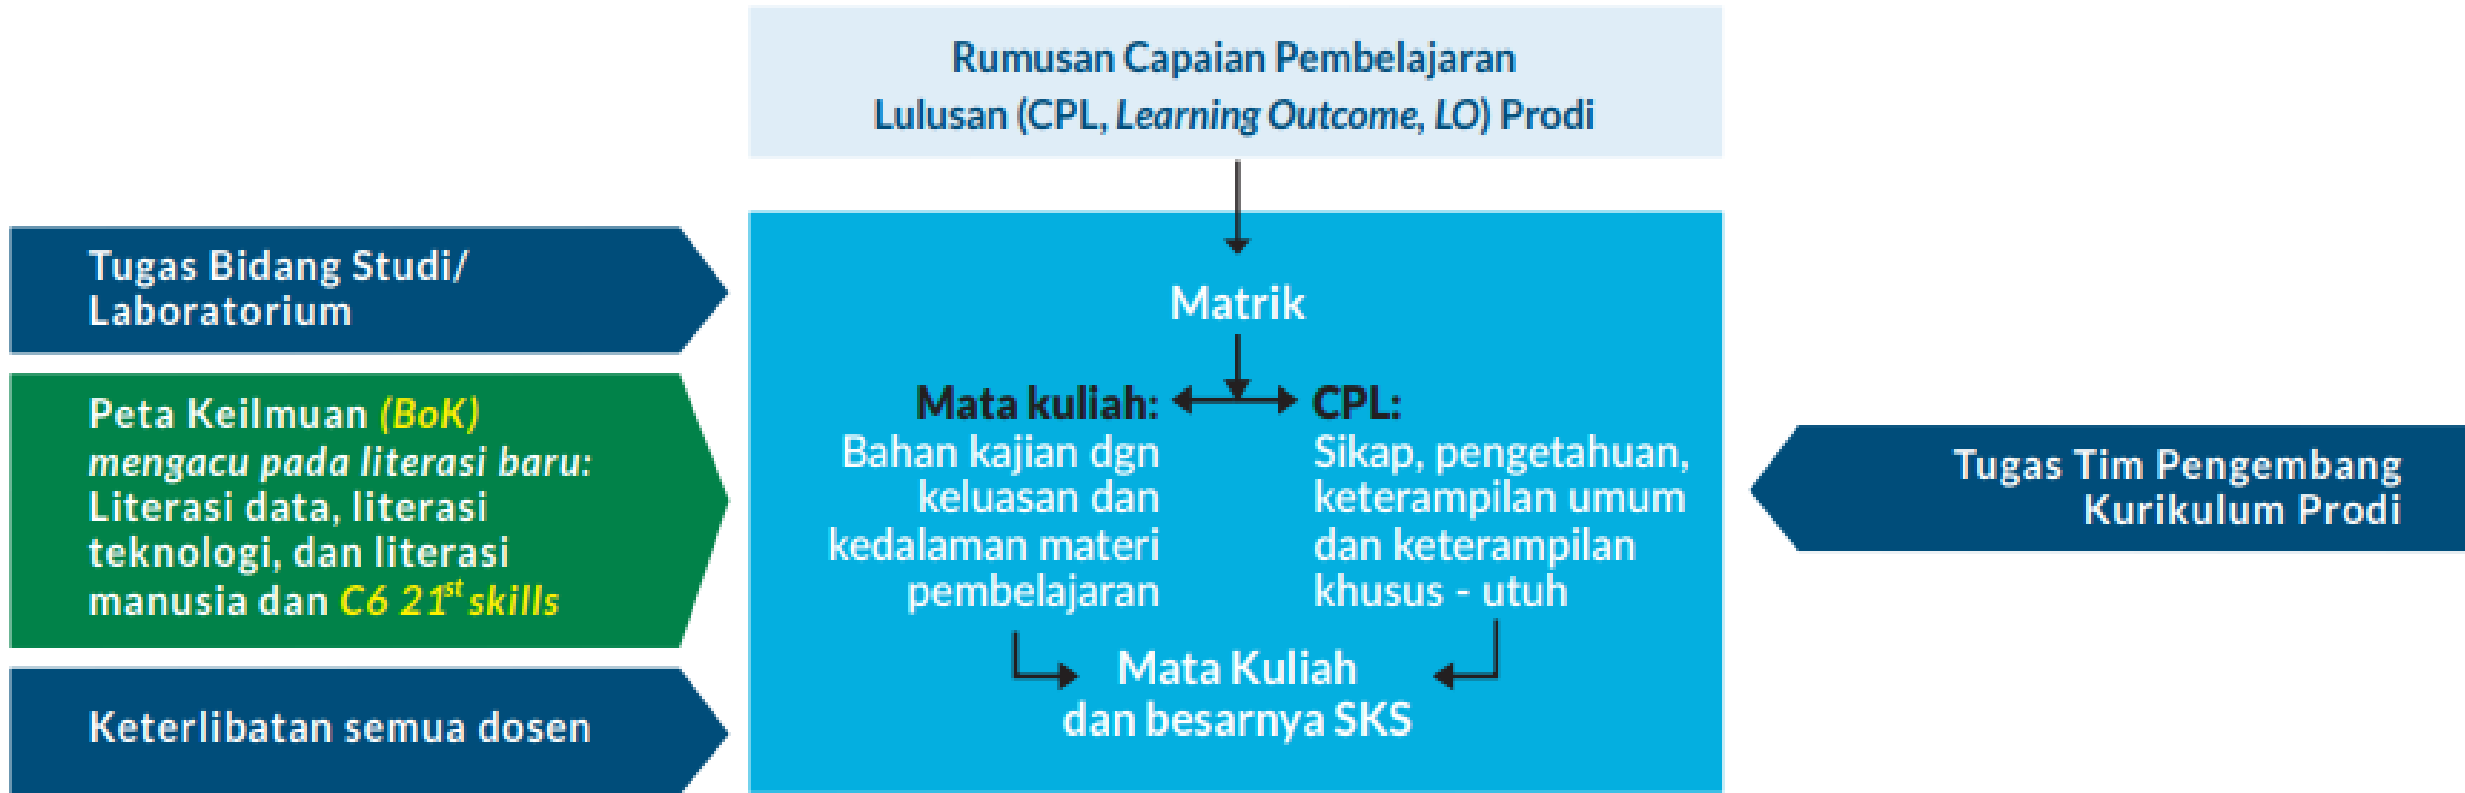 Rumusan Capaian Pembelajaran
Lulusan (CPL, Learning Outcome, LO) Prodi
Tugas Bidang Studi/
Laboratorium
Peta Keilmuan (BoK)
mengacu pada literasi baru:
Literasi data, literasi
teknologi, dan literasi
manusia dan C6 21st skills
Keterlibatan semua dosen
Matrik
Mata kuliah:
Bahan kajian dgn
keluasan dan
kedalaman materi
pembelajaran
CPL:
Sikap, pengetahuan,
keterampilan umum
dan keterampilan
khusus - utuh
Mata Kuliah
dan besarnya SKS
Tugas Tim Pengembang
Kurikulum Prodi